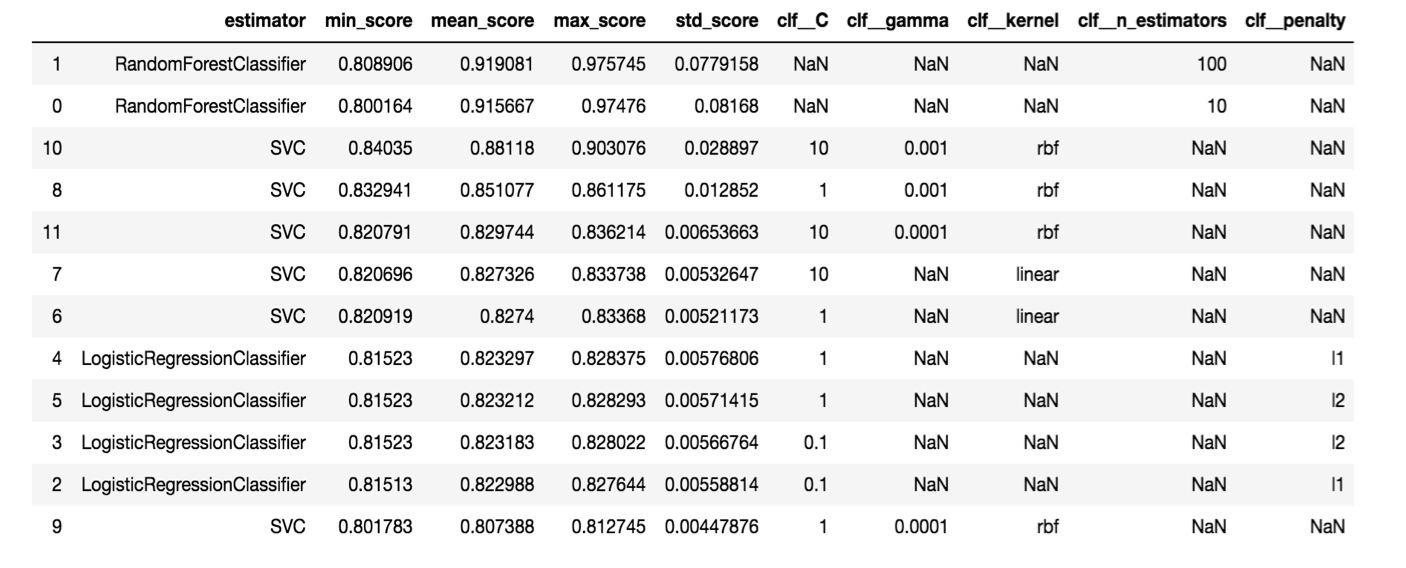 estimator min_score mean_score max_score std_score clf__C clf__gamma clf__kernel clf__n_estimators clf__penalty
1 RandomForestClassifier 0.808906 0.919081 0.975745 0.0779158 NaN NaN NaN 100 NaN
0 RandomForestClassifier 0.800164 0.915667 0.97476 0.08168 NaN NaN NaN 10 NaN
10 SVC 0.84035 0.88118 0.903076 0.028897 10 0.001 rbf NaN NaN
8 SVC 0.832941 0.851077 0.861175 0.012852 1 0.001 rbf NaN NaN
11 SVC 0.820791 0.829744 0.836214 0.00653663 10 0.0001 rbf NaN NaN
7 SVC 0.820696 0.827326 0.833738 0.00532647 10 NaN linear NaN NaN
6 SVC 0.820919 0.8274 0.83368 0.00521173 1 NaN linear NaN NaN
4 LogisticRegressionClassifier 0.81523 0.823297 0.828375 0.00576806 1 NaN NaN NaN l1
5 LogisticRegressionClassifier 0.81523 0.823212 0.828293 0.00571415 1 NaN NaN NaN l2
3 LogisticRegressionClassifier 0.81523 0.823183 0.828022 0.00566764 0.1 NaN NaN NaN l2
2 LogisticRegressionClassifier 0.81513 0.822988 0.827644 0.00558814 0.1 NaN NaN NaN l1
9 SVC 0.801783 0.807388 0.812745 0.00447876 1 0.0001 rbf NaN NaN